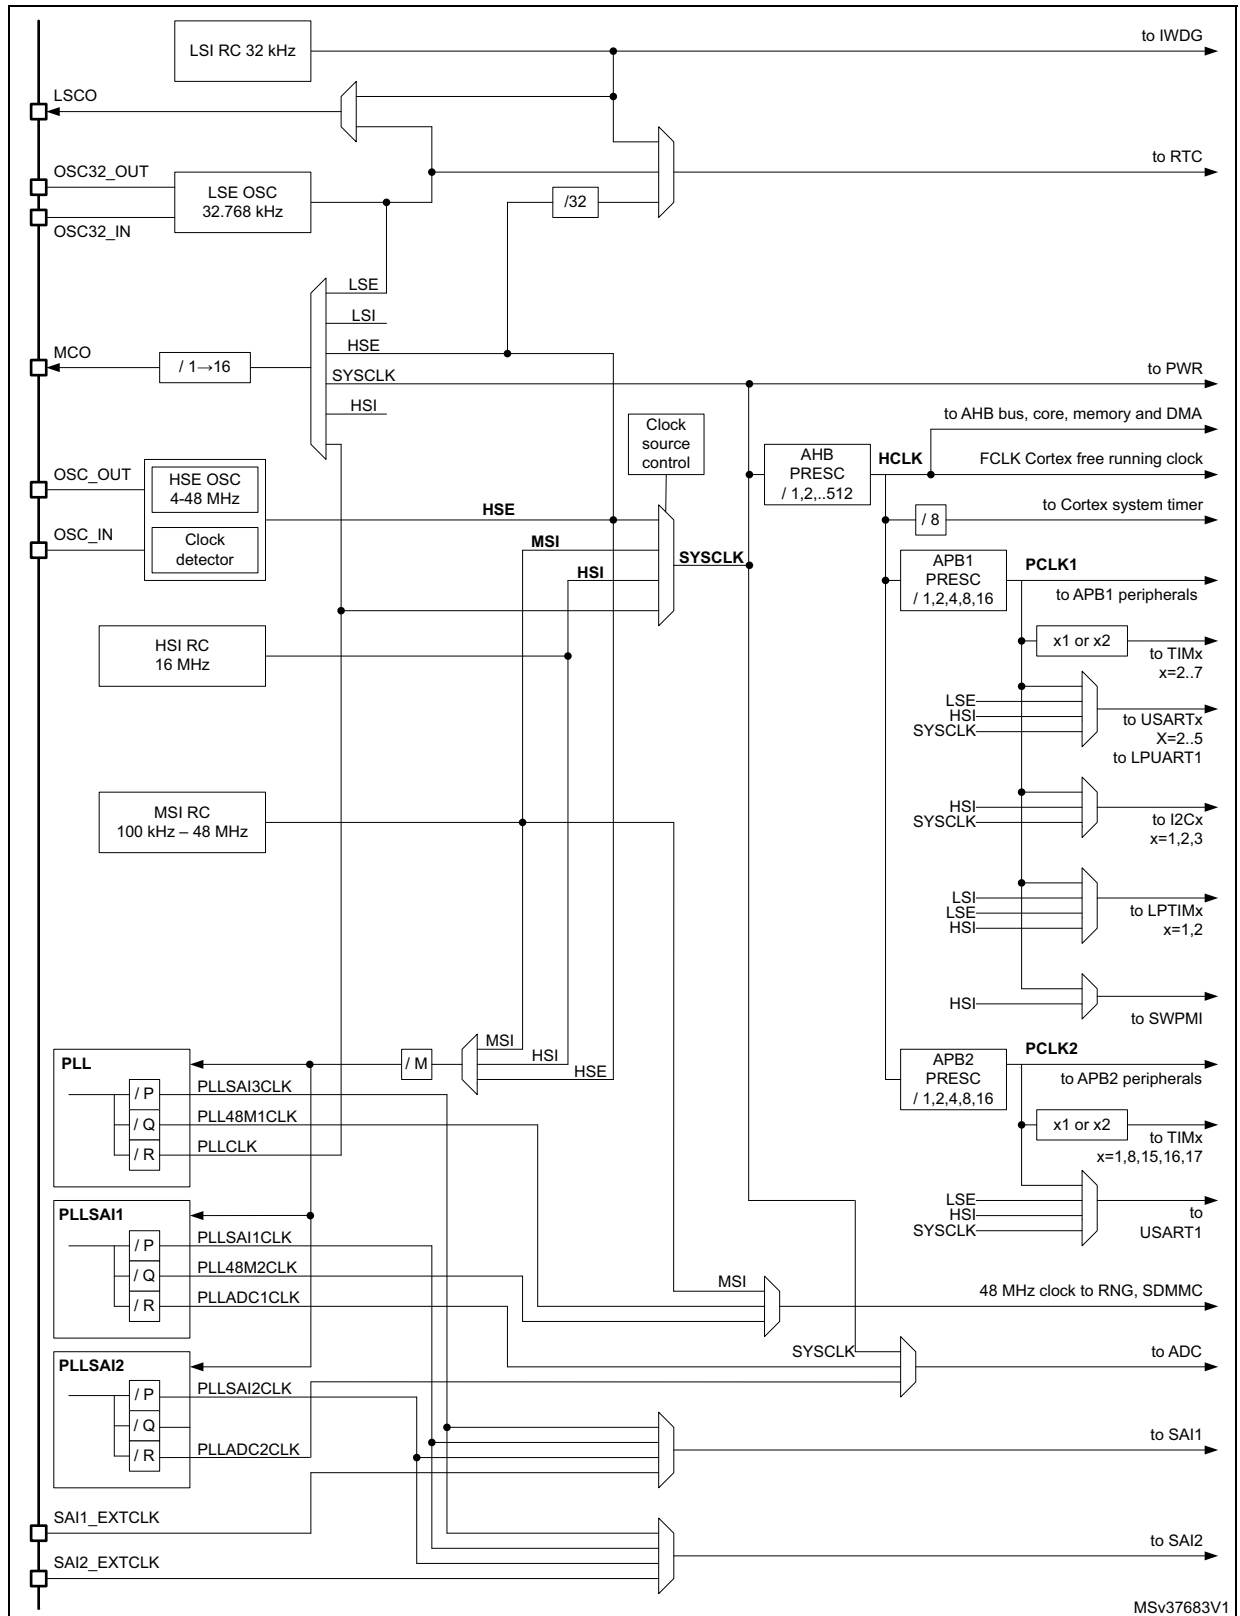 LSI RC 32 kHz
to IWDG
LSCO
OSC32_OUT
to RTC
LSE OSC
32.768 kHz
/32
OSC32_IN
LSE
LSI
HSE
MCO
/ 1→16
SYSCLK
to PWR
HSI
to AHB bus, core, memory and DMA
Clock
source
control
AHB
PRESC
/ 1,2,..512
HCLK
FCLK Cortex free running clock
OSC_OUT
HSE OSC
4-48 MHz
HSE
/ 8
to Cortex system timer
OSC_IN
Clock
detector
MSI
HSI
SYSCLK
APB1
PRESC
/ 1,2,4,8,16
PCLK1
to APB1 peripherals
HSI RC
16 MHz
x1 or x2
to TIMx
x=2..7
LSE
HSI
SYSCLK
to USARTx
X=2..5
to LPUART1
MSI RC
100 kHz – 48 MHz
HSI
SYSCLK
to I2Cx
x=1,2,3
LSI
LSE
HSI
to LPTIMx
x=1,2
HSI
to SWPMI
MSI
HSI
HSE
/ M
PLL
/ P
PLLSAI3CLK
/ Q
PLL48M1CLK
/ R
PLLCLK
APB2
PRESC
/ 1,2,4,8,16
PCLK2
to APB2 peripherals
x1 or x2
to TIMx
x=1,8,15,16,17
LSE
HSI
SYSCLK
to
USART1
PLLSAI1
/ P
PLLSAI1CLK
/ Q
PLL48M2CLK
/ R
PLLADC1CLK
MSI
48 MHz clock to RNG, SDMMC
SYSCLK
to ADC
PLLSAI2
/ P
PLLSAI2CLK
/ Q
/ R
PLLADC2CLK
to SAI1
SAI1_EXTCLK
to SAI2
SAI2_EXTCLK
MSv37683V1